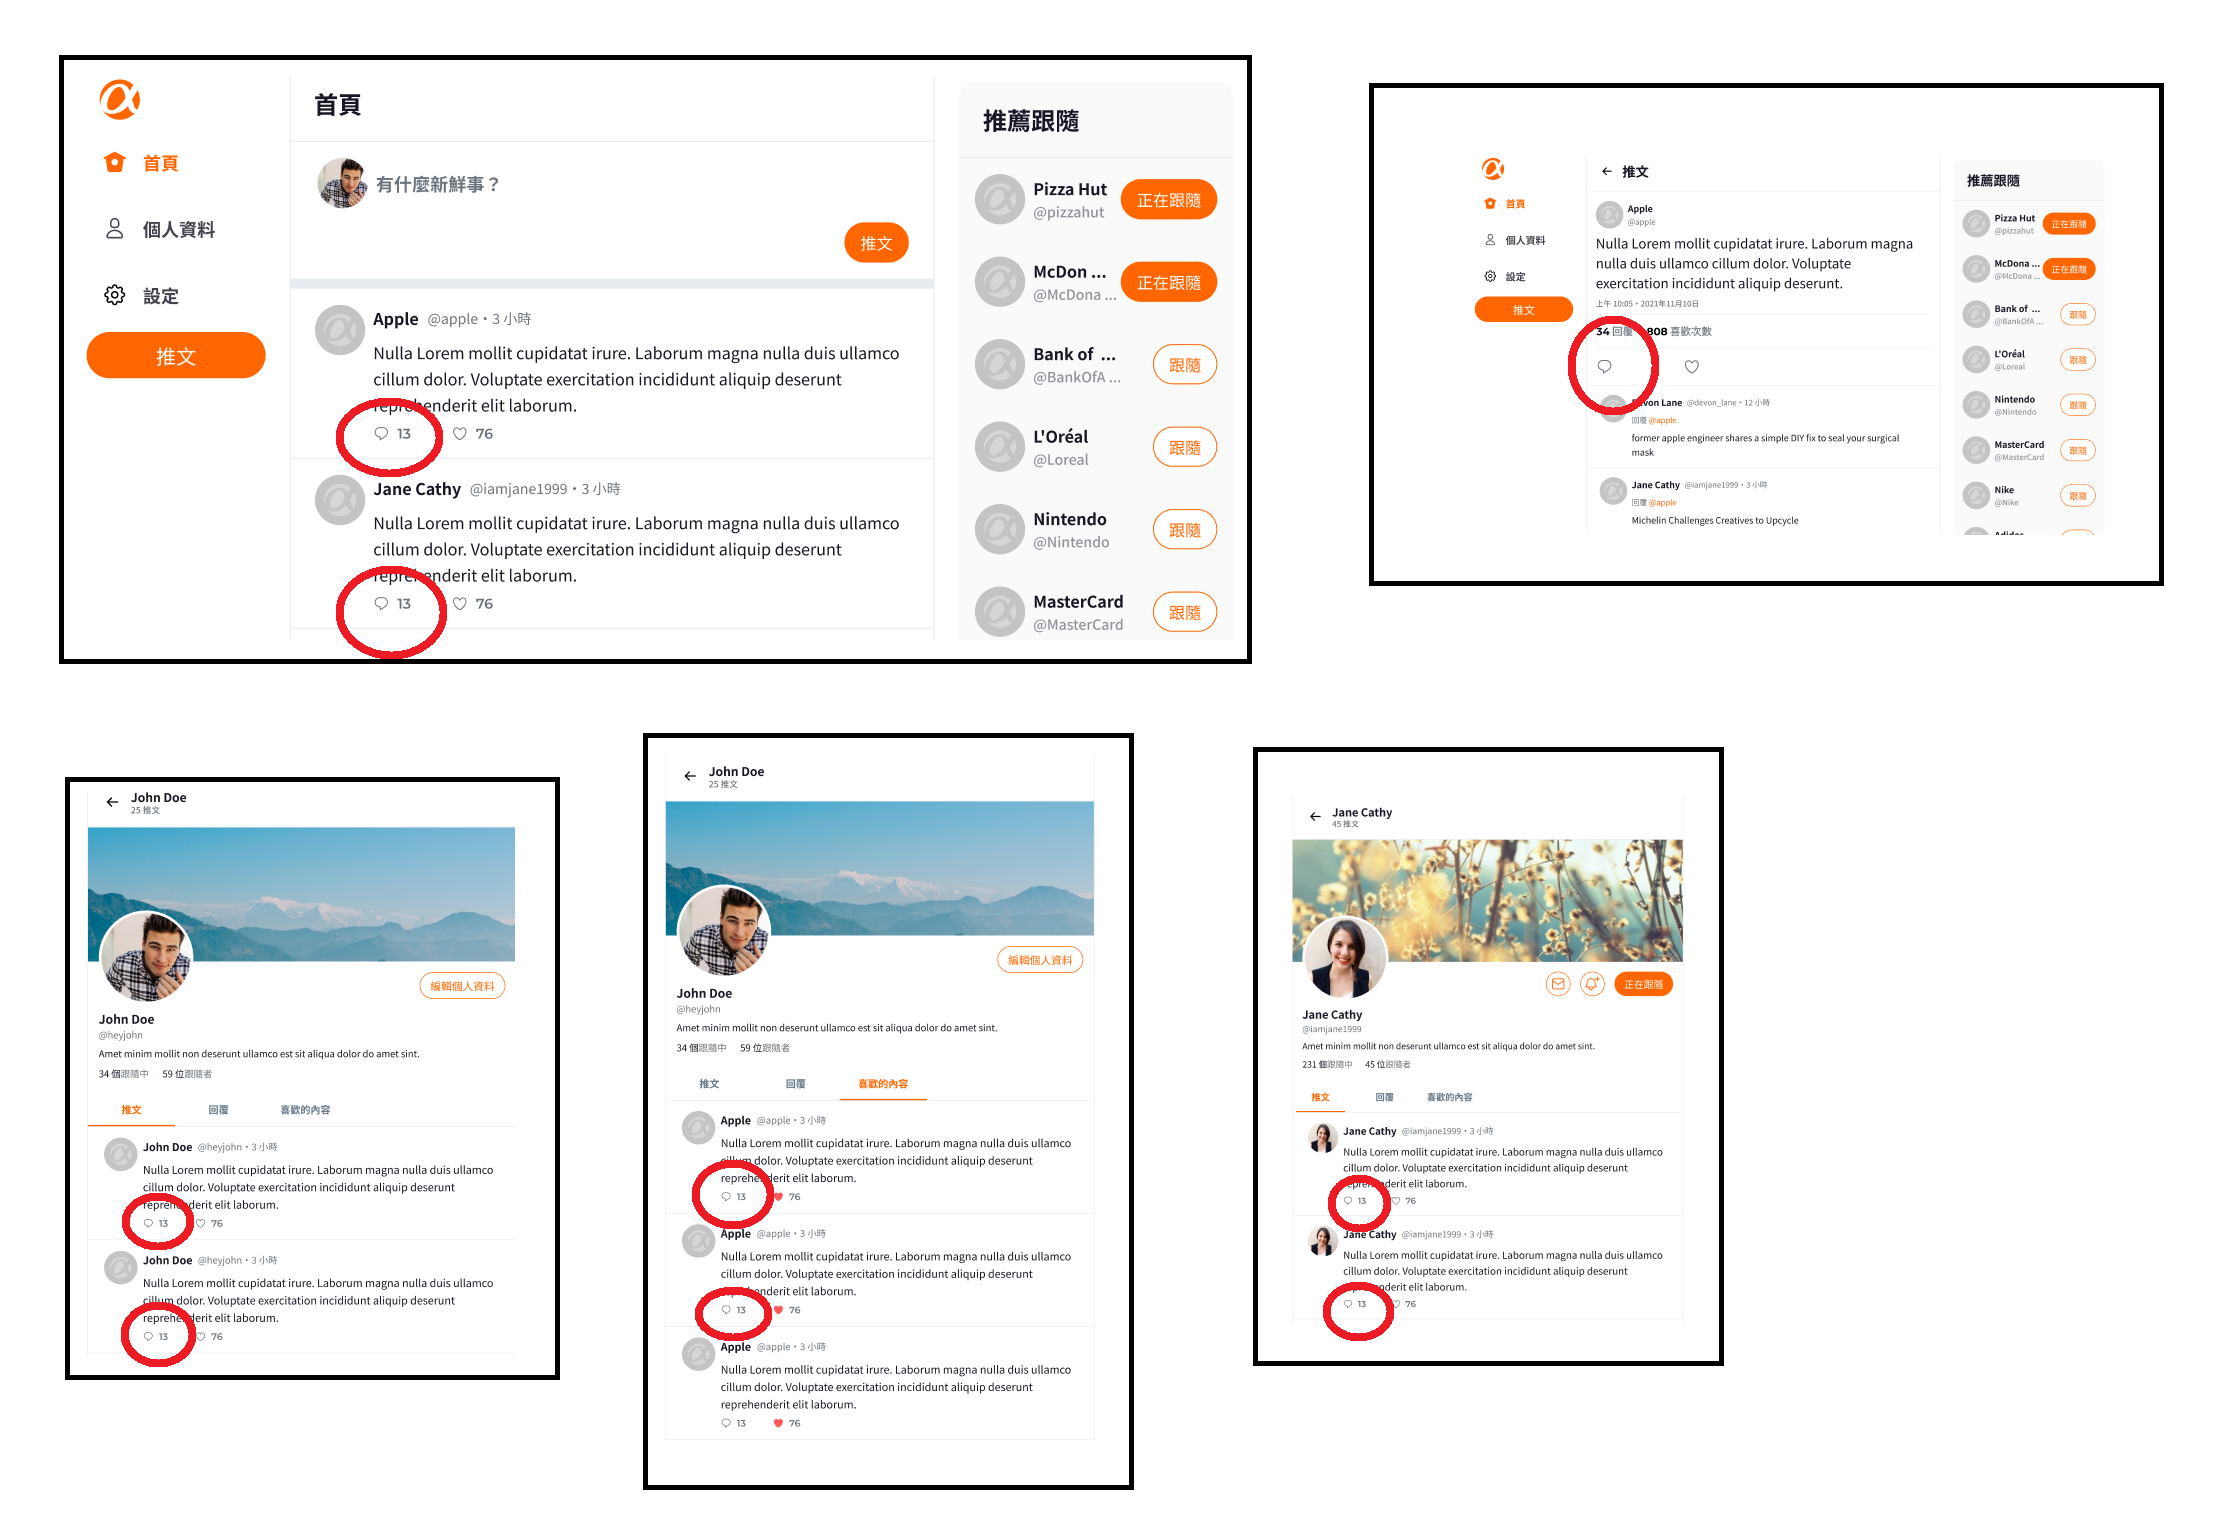 首頁
個人資料
設定
推文
首頁
有什麼新鮮事？
推文
Apple @apple・3 小時
Nulla Lorem mollit cupidatat irure. Laborum magna nulla duis ullamco
cillum dolor. Voluptate exercitation incididunt aliquip deserunt
reprehenderit elit laborum.
13 76
Jane Cathy @iamjane1999・3 小時
Nulla Lorem mollit cupidatat irure. Laborum magna nulla duis ullamco
cillum dolor. Voluptate exercitation incididunt aliquip deserunt
reprehenderit elit laborum.
13 76
推薦跟隨
Pizza Hut
@pizzahut
正在跟隨
McDon ...
@McDona ...
正在跟隨
Bank of ...
@BankOfA ...
跟隨
L'Oréal
@Loreal
跟隨
Nintendo
@Nintendo
跟隨
MasterCard
@MasterCard
跟隨
首頁
個人資料
設定
推文
推文
Apple
@apple
Nulla Lorem mollit cupidatat irure. Laborum magna
nulla duis ullamco cillum dolor. Voluptate
exercitation incididunt aliquip deserunt.
上午 10:05・2021年11月10日
34 回覆 808 喜歡次數
Devon Lane @devon_lane・12 小時
回覆 @apple
former apple engineer shares a simple DIY fix to seal your surgical
mask
Jane Cathy @iamjane1999・3 小時
回覆 @apple
Michelin Challenges Creatives to Upcycle
推薦跟隨
Pizza Hut
@pizzahut
正在跟隨
McDona ...
@McDona ...
正在跟隨
Bank of ...
@BankOfA ...
跟隨
L'Oréal
@Loreal
跟隨
Nintendo
@Nintendo
跟隨
MasterCard
@MasterCard
跟隨
Nike
@Nike
跟隨
John Doe
25 推文
編輯個人資料
John Doe
@heyjohn
Amet minim mollit non deserunt ullamco est sit aliqua dolor do amet sint.
34 個跟隨中 59 位跟隨者
推文 回覆 喜歡的內容
John Doe @heyjohn・3 小時
Nulla Lorem mollit cupidatat irure. Laborum magna nulla duis ullamco
cillum dolor. Voluptate exercitation incididunt aliquip deserunt
reprehenderit elit laborum.
13 76
John Doe @heyjohn・3 小時
Nulla Lorem mollit cupidatat irure. Laborum magna nulla duis ullamco
cillum dolor. Voluptate exercitation incididunt aliquip deserunt
reprehenderit elit laborum.
13 76
John Doe
25 推文
編輯個人資料
John Doe
@heyjohn
Amet minim mollit non deserunt ullamco est sit aliqua dolor do amet sint.
34 個跟隨中 59 位跟隨者
推文 回覆 喜歡的內容
Apple @apple・3 小時
Nulla Lorem mollit cupidatat irure. Laborum magna nulla duis ullamco
cillum dolor. Voluptate exercitation incididunt aliquip deserunt
reprehenderit elit laborum.
13 76
Apple @apple・3 小時
Nulla Lorem mollit cupidatat irure. Laborum magna nulla duis ullamco
cillum dolor. Voluptate exercitation incididunt aliquip deserunt
reprehenderit elit laborum.
13 76
Apple @apple・3 小時
Nulla Lorem mollit cupidatat irure. Laborum magna nulla duis ullamco
cillum dolor. Voluptate exercitation incididunt aliquip deserunt
reprehenderit elit laborum.
13 76
Jane Cathy
45 推文
正在跟隨
Jane Cathy
@iamjane1999
Amet minim mollit non deserunt ullamco est sit aliqua dolor do amet sint.
231 個跟隨中 45 位跟隨者
推文 回覆 喜歡的內容
Jane Cathy @iamjane1999・3 小時
Nulla Lorem mollit cupidatat irure. Laborum magna nulla duis ullamco
cillum dolor. Voluptate exercitation incididunt aliquip deserunt
reprehenderit elit laborum.
13 76
Jane Cathy @iamjane1999・3 小時
Nulla Lorem mollit cupidatat irure. Laborum magna nulla duis ullamco
cillum dolor. Voluptate exercitation incididunt aliquip deserunt
reprehenderit elit laborum.
13 76